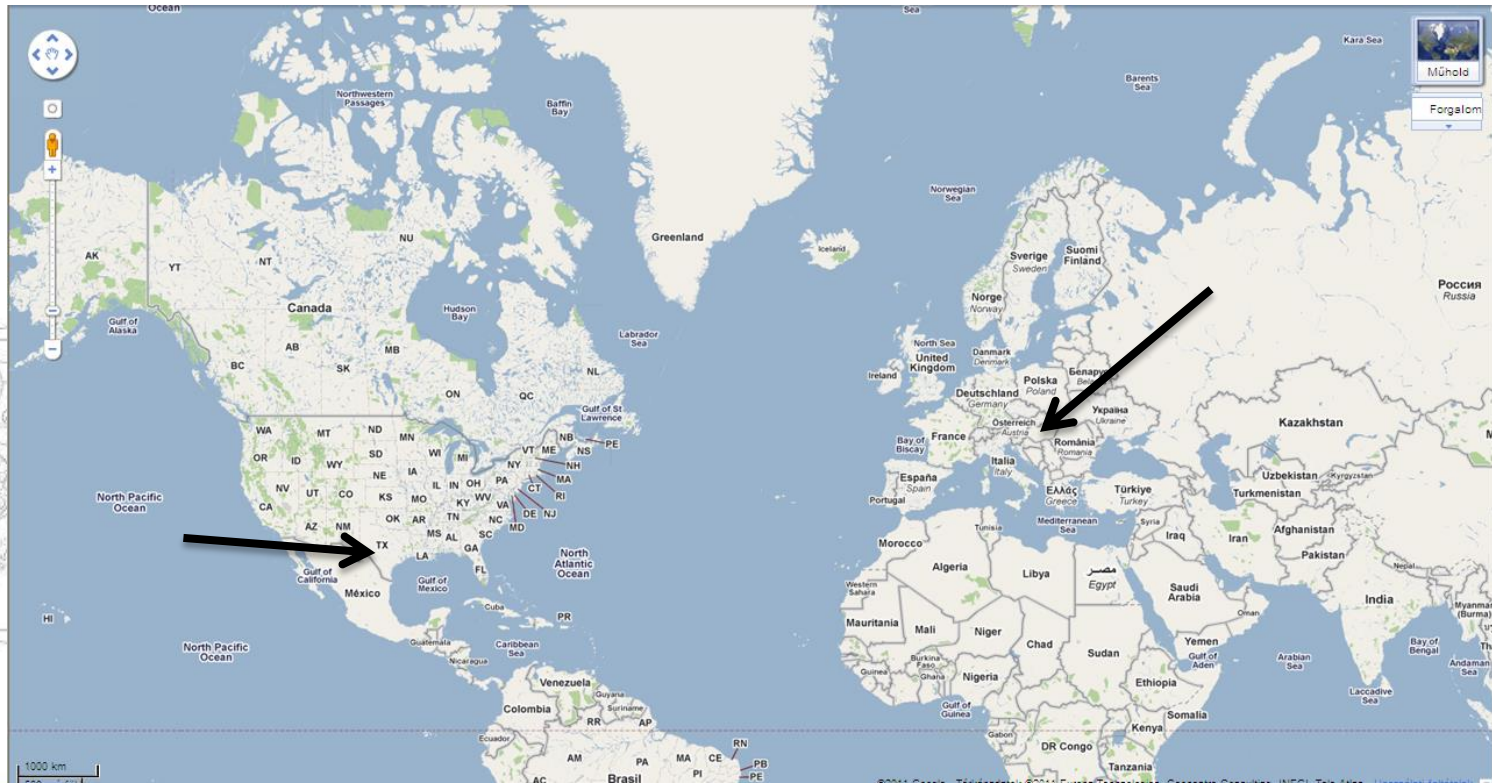 Ocean
Sea
Kara Sea
Műhold
Forgalom
Barents
Sea
Northwestern
Passages
Baffin
Bay
Norwegian
Sea
Greenland
Iceland
NU
AK
YT
NT
Sverige
Sweden
Suomi
Finland
Россия
Russia
Norge
Norway
Canada
Hudson
Bay
Gulf of
Alaska
Labrador
Sea
North Sea
United
Kingdom
Ireland
Danmark
Denmark
AB
MB
BC
SK
NL
ON
QC
Polska
Poland
Беларусь
Deutschland
Germany
Gulf of St
Lawrence
Україна
Ukraine
Österreich
Austria
Kazakhstan
WA
MT
ND
MN
NB
PE
VT
ME
NS
Bay of
Biscay
France
România
Romania
OR
ID
SD
WI
MI
NY
NH
MA
WY
IA
NE
IL
IN
OH
PA
CT
RI
Italia
Italy
Uzbekistan
Kyrgyzstan
Turkmenistan
NV
UT
CO
KS
MO
KY
WV
VA
DE
NJ
MD
España
Spain
Portugal
Ελλάς
Greece
Türkiye
Turkey
North Pacific
Ocean
CA
AZ
NM
OK
AR
TN
NC
SC
MS
AL
GA
Mediterranean
Sea
Tunisia
Syria
Iraq
Iran
Afghanistan
Pakistan
TX
LA
FL
North
Atlantic
Ocean
Morocco
Algeria
Libya
مصر
Egypt
Nepal
Gulf of
California
Gulf of
Mexico
México
Western
Sahara
Saudi
Arabia
India
Myanmar
(Burma)
HI
Cuba
PR
Mauritania
Mali
Niger
Chad
Sudan
Oman
Yemen
North Pacific
Ocean
Guatemala
Nicaragua
Caribbean
Sea
Burkina
Faso
Guinea
Ghana
Nigeria
Gulf of
Aden
Arabian
Sea
Bay of
Bengal
Andaman
Sea
Ethiopia
Laccadive
Sea
Venezuela
Guyana
Suriname
Colombia
RR
AP
Gulf of
Guinea
Somalia
Kenya
Gabon
DR Congo
Ecuador
Tanzania
AM
PA
MA
CE
RN
PB
PE
PI
AC
Brasil
1000 km